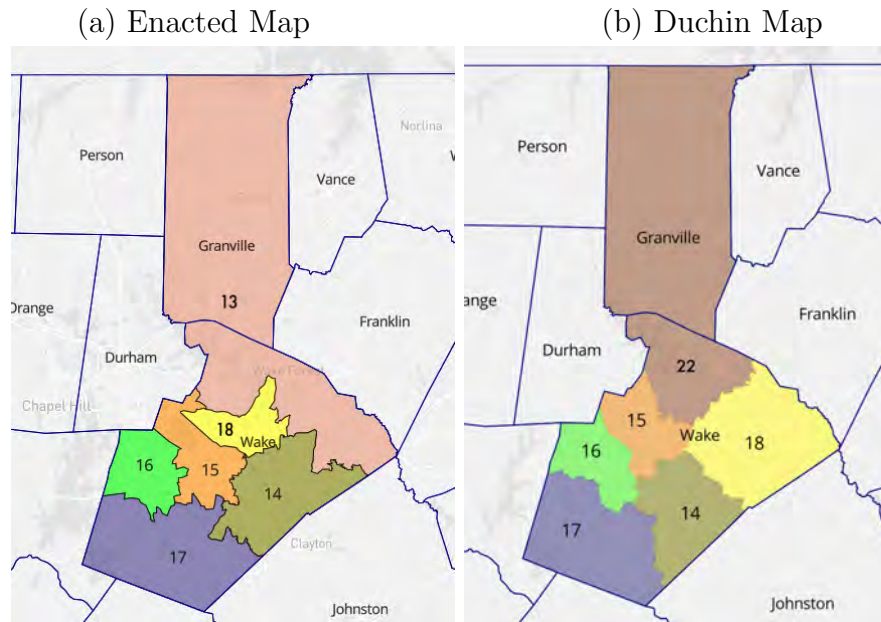 (a) Enacted Map
Person
Norlina
Vance
Granville
13
Orange
Franklin
Durham
Wake Forest
Chapel Hill
18
Wake
16
15
14
17
Clayton
Johnston
(b) Duchin Map
Person
Vance
Granville
ange
Franklin
Durham
22
15
Wake
18
16
14
17
Johnston